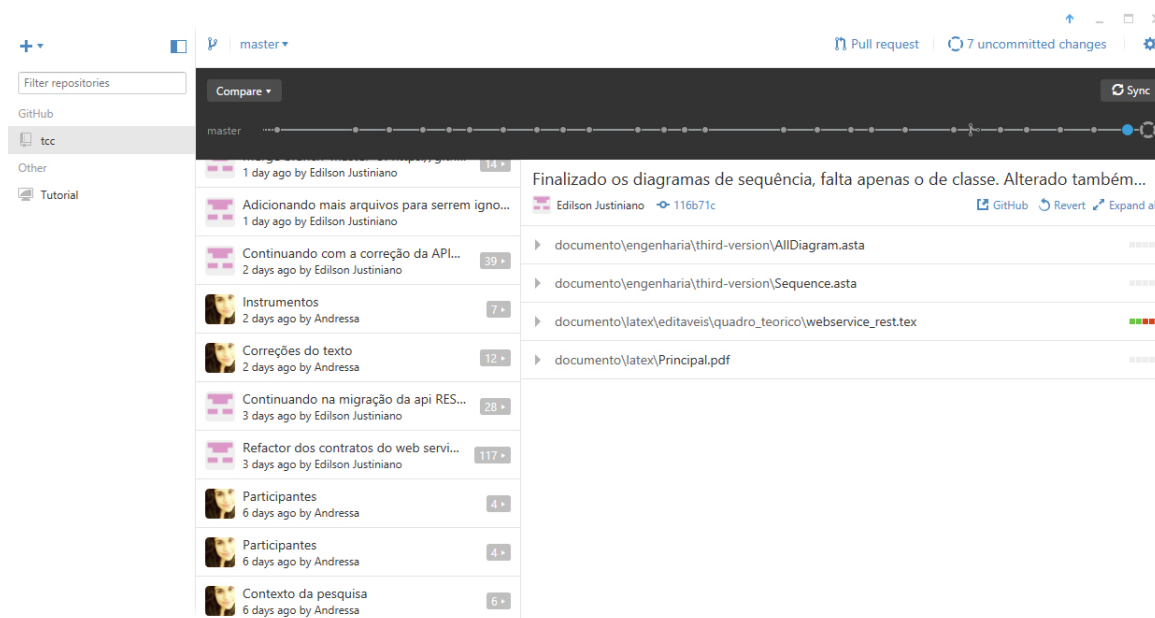 master
Pull request
7 uncommitted changes
Filter repositories
GitHub
tcc
Other
Tutorial
Compare
Sync
master
14
1 day ago by Edilson Justiniano
Adicionando mais arquivos para serrem igno...
1 day ago by Edilson Justiniano
Continuando com a correção da API...
2 days ago by Edilson Justiniano
39
Instrumentos
2 days ago by Andressa
7
Correções do texto
2 days ago by Andressa
12
Continuando na migração da api RES...
3 days ago by Edilson Justiniano
28
Refactor dos contratos do web servi...
3 days ago by Edilson Justiniano
117
Participantes
6 days ago by Andressa
4
Participantes
6 days ago by Andressa
4
Contexto da pesquisa
6 days ago by Andressa
6
Finalizado os diagramas de sequência, falta apenas o de classe. Alterado também...
Edilson Justiniano 116b71c
GitHub Revert Expand al
documento\engenharia\third-version\AllDiagram.asta
documento\engenharia\third-version\Sequence.asta
documento\latex\editaveis\quadro_teorico\webservice_rest.tex
documento\latex\Principal.pdf